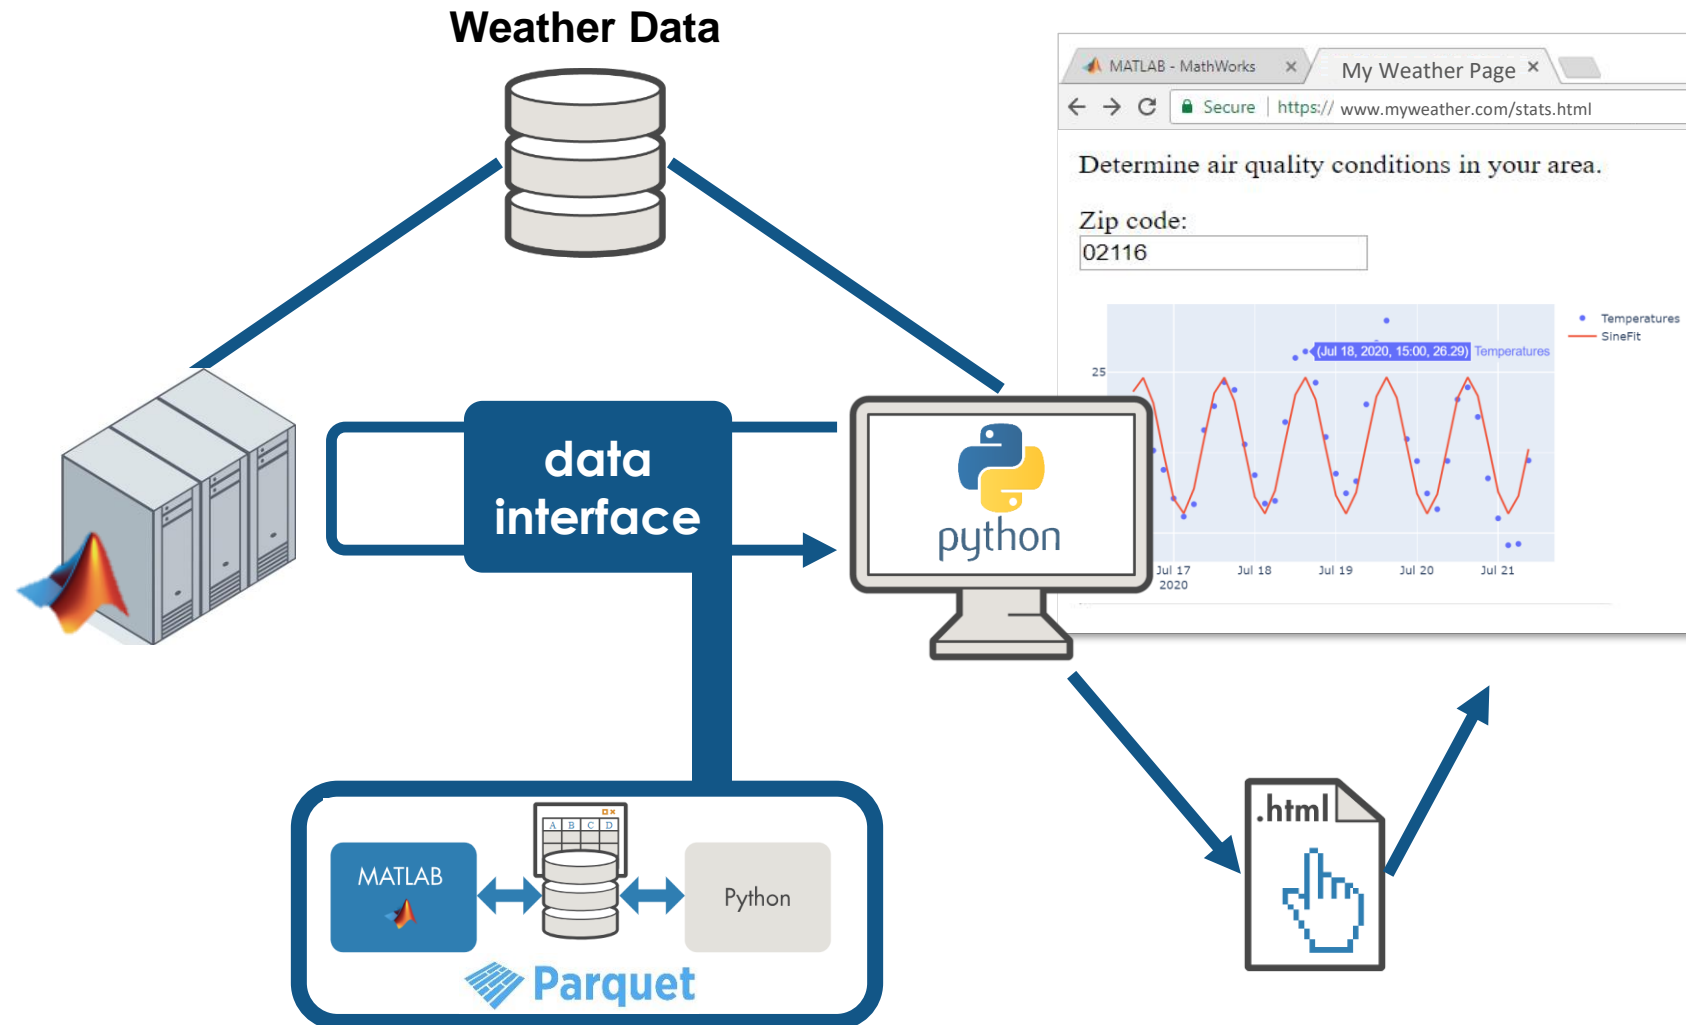 Weather Data
MATLAB - MathWorks ×
My Weather Page ×
Secure | https:// www.myweather.com/stats.html
Determine air quality conditions in your area.
Zip code:
02116
Temperatures
SineFit
(Jul 18, 2020, 15:00, 26.29) Temperatures
25
Jul 17
2020
Jul 18
Jul 19
Jul 20
Jul 21
data
interface
python
.html
A B C D
MATLAB
Python
Parquet